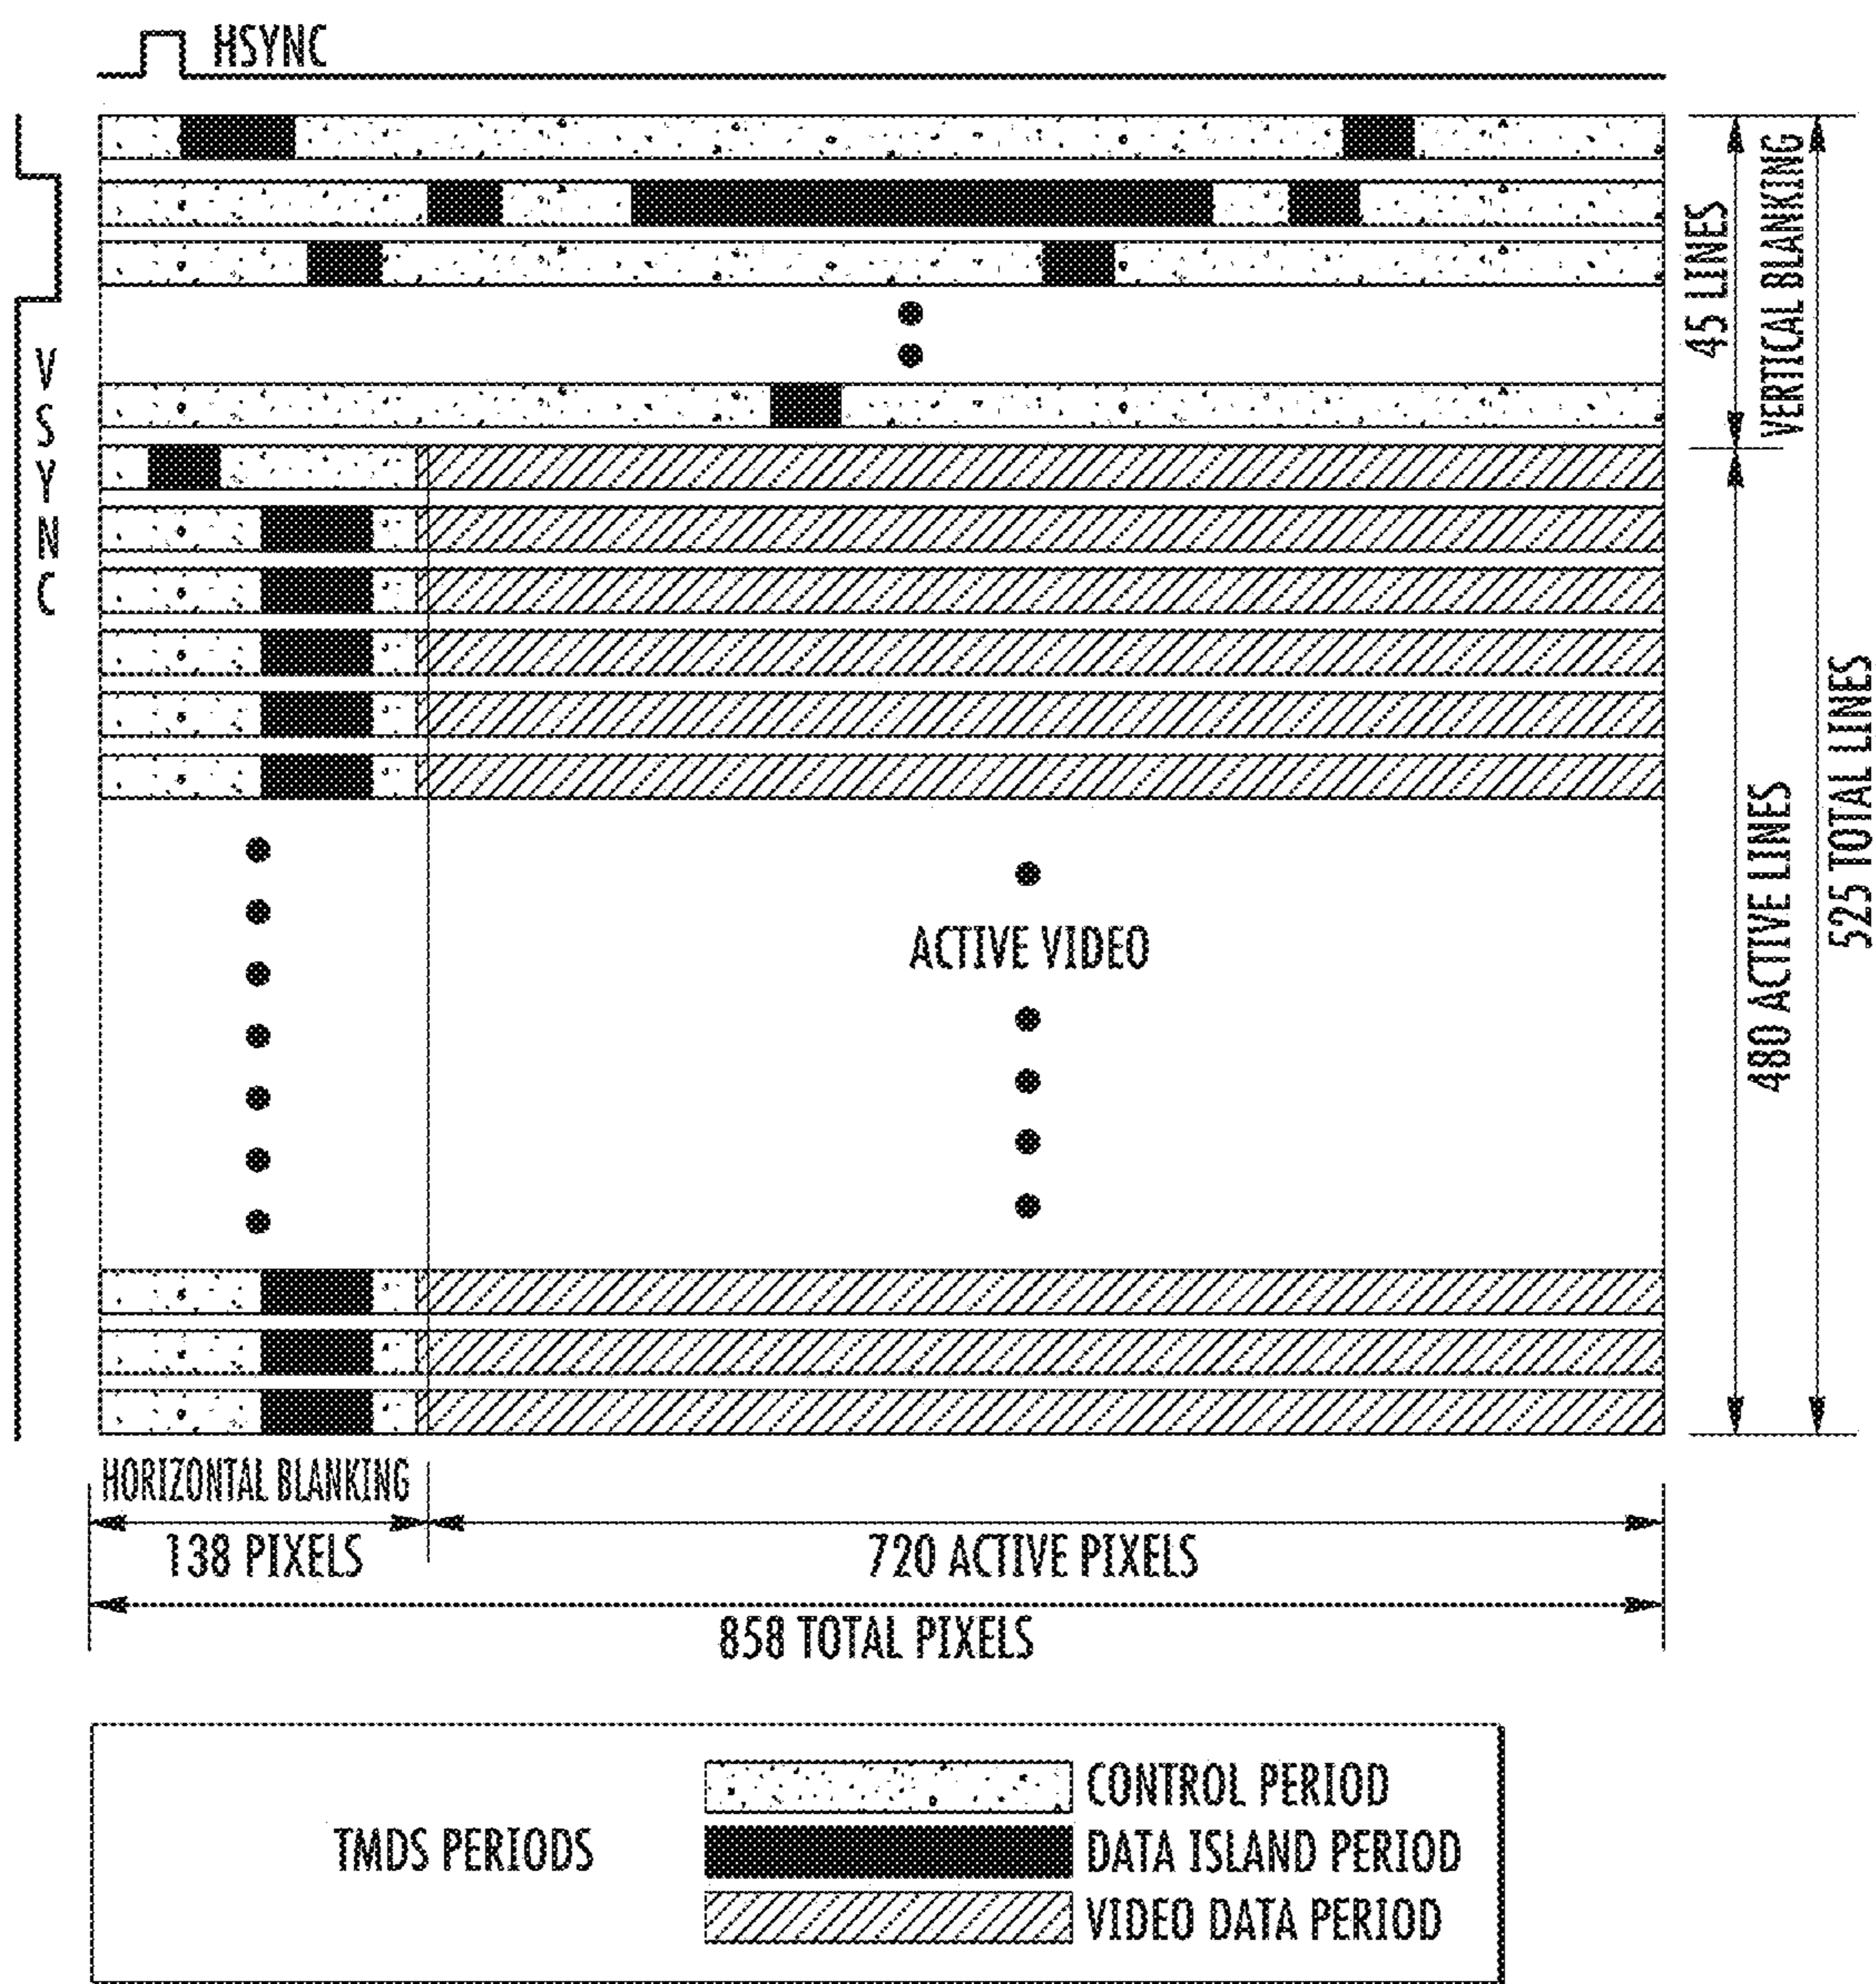 HSYNC
VSYNC
45 LINES
VERTICAL BLANKING
480 ACTIVE LINES
525 TOTAL LINES
ACTIVE VIDEO
HORIZONTAL BLANKING
138 PIXELS
720 ACTIVE PIXELS
858 TOTAL PIXELS
TMDS PERIODS
CONTROL PERIOD
DATA ISLAND PERIOD
VIDEO DATA PERIOD